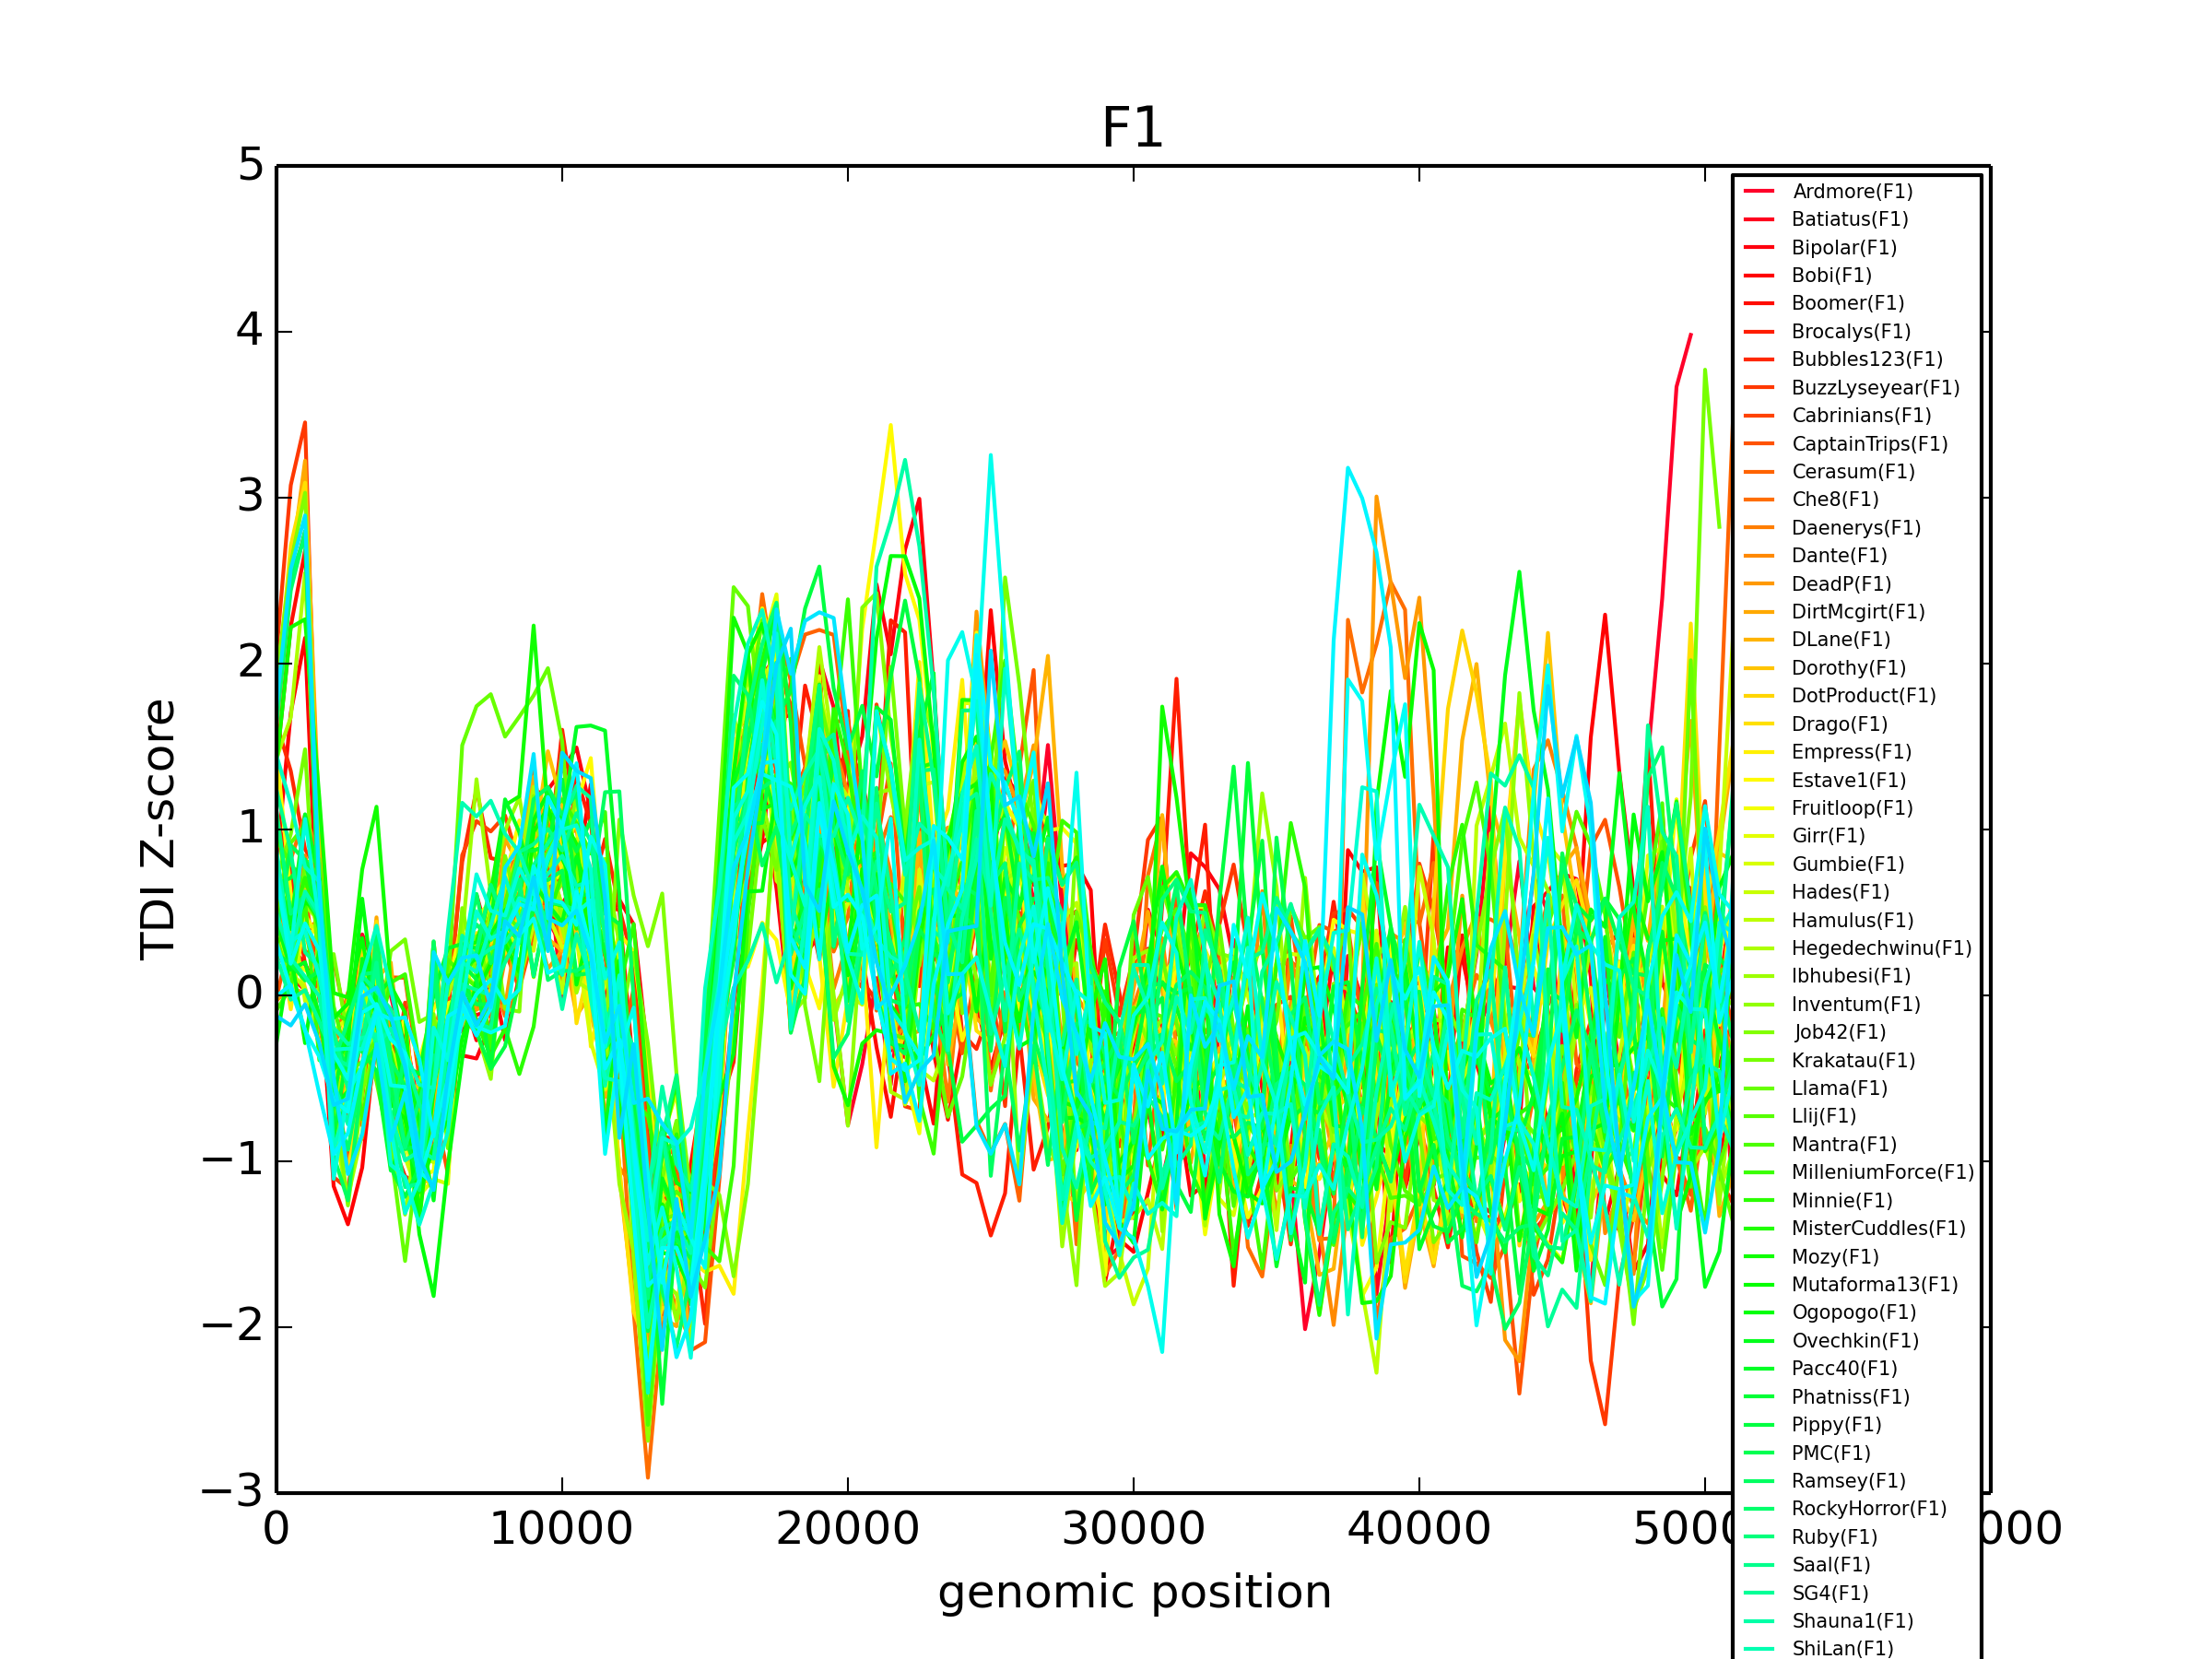 F1
5
4
3
2
1
0
−1
−2
−3
TDI Z-score
0 10000 20000 30000 40000 5000 000
genomic position
Ardmore(F1)
Batiatus(F1)
Bipolar(F1)
Bobi(F1)
Boomer(F1)
Brocalys(F1)
Bubbles123(F1)
BuzzLyseyear(F1)
Cabrinians(F1)
CaptainTrips(F1)
Cerasum(F1)
Che8(F1)
Daenerys(F1)
Dante(F1)
DeadP(F1)
DirtMcgirt(F1)
DLane(F1)
Dorothy(F1)
DotProduct(F1)
Drago(F1)
Empress(F1)
Estave1(F1)
Fruitloop(F1)
Girr(F1)
Gumbie(F1)
Hades(F1)
Hamulus(F1)
Hegedechwinu(F1)
Ibhubesi(F1)
Inventum(F1)
Job42(F1)
Krakatau(F1)
Llama(F1)
Llij(F1)
Mantra(F1)
MilleniumForce(F1)
Minnie(F1)
MisterCuddles(F1)
Mozy(F1)
Mutaforma13(F1)
Ogopogo(F1)
Ovechkin(F1)
Pacc40(F1)
Phatniss(F1)
Pippy(F1)
PMC(F1)
Ramsey(F1)
RockyHorror(F1)
Ruby(F1)
Saal(F1)
SG4(F1)
Shauna1(F1)
ShiLan(F1)